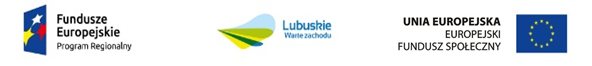 Fundusze
Europejskie
Program Regionalny
Lubuskie
Warte zachodu
UNIA EUROPEJSKA
EUROPEJSKI
FUNDUSZ SPOŁECZNY